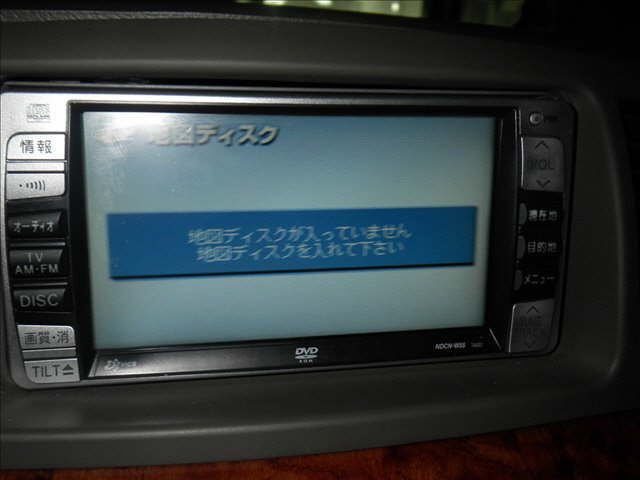 地図ディスク
情報
オーディオ
TV
AM・FM
DISC
画質・消
TILT
地図ディスクが入っていません
地図ディスクを入れて下さい
VOL
現在地
目的地
メニュー
DVD
ROM
NDCN-W55